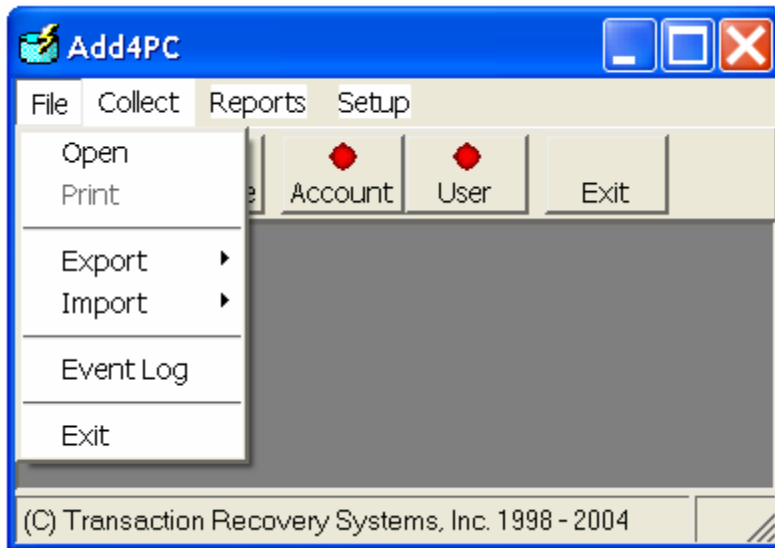 Add4PC
File Collect Reports Setup
Open
Print
Account User Exit
Export
Import
Event Log
Exit
(C) Transaction Recovery Systems, Inc. 1998 - 2004